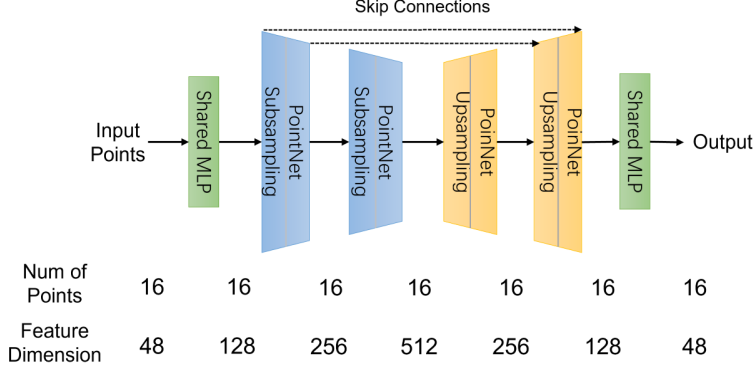 Skip Connections
Input
Points
Shared MLP
PointNet
Subsampling
PointNet
Subsampling
PoinNet
Upsampling
PoinNet
Upsampling
Shared MLP
Output
Num of
Points
16 16 16 16 16 16 16
Feature
Dimension
48 128 256 512 256 128 48